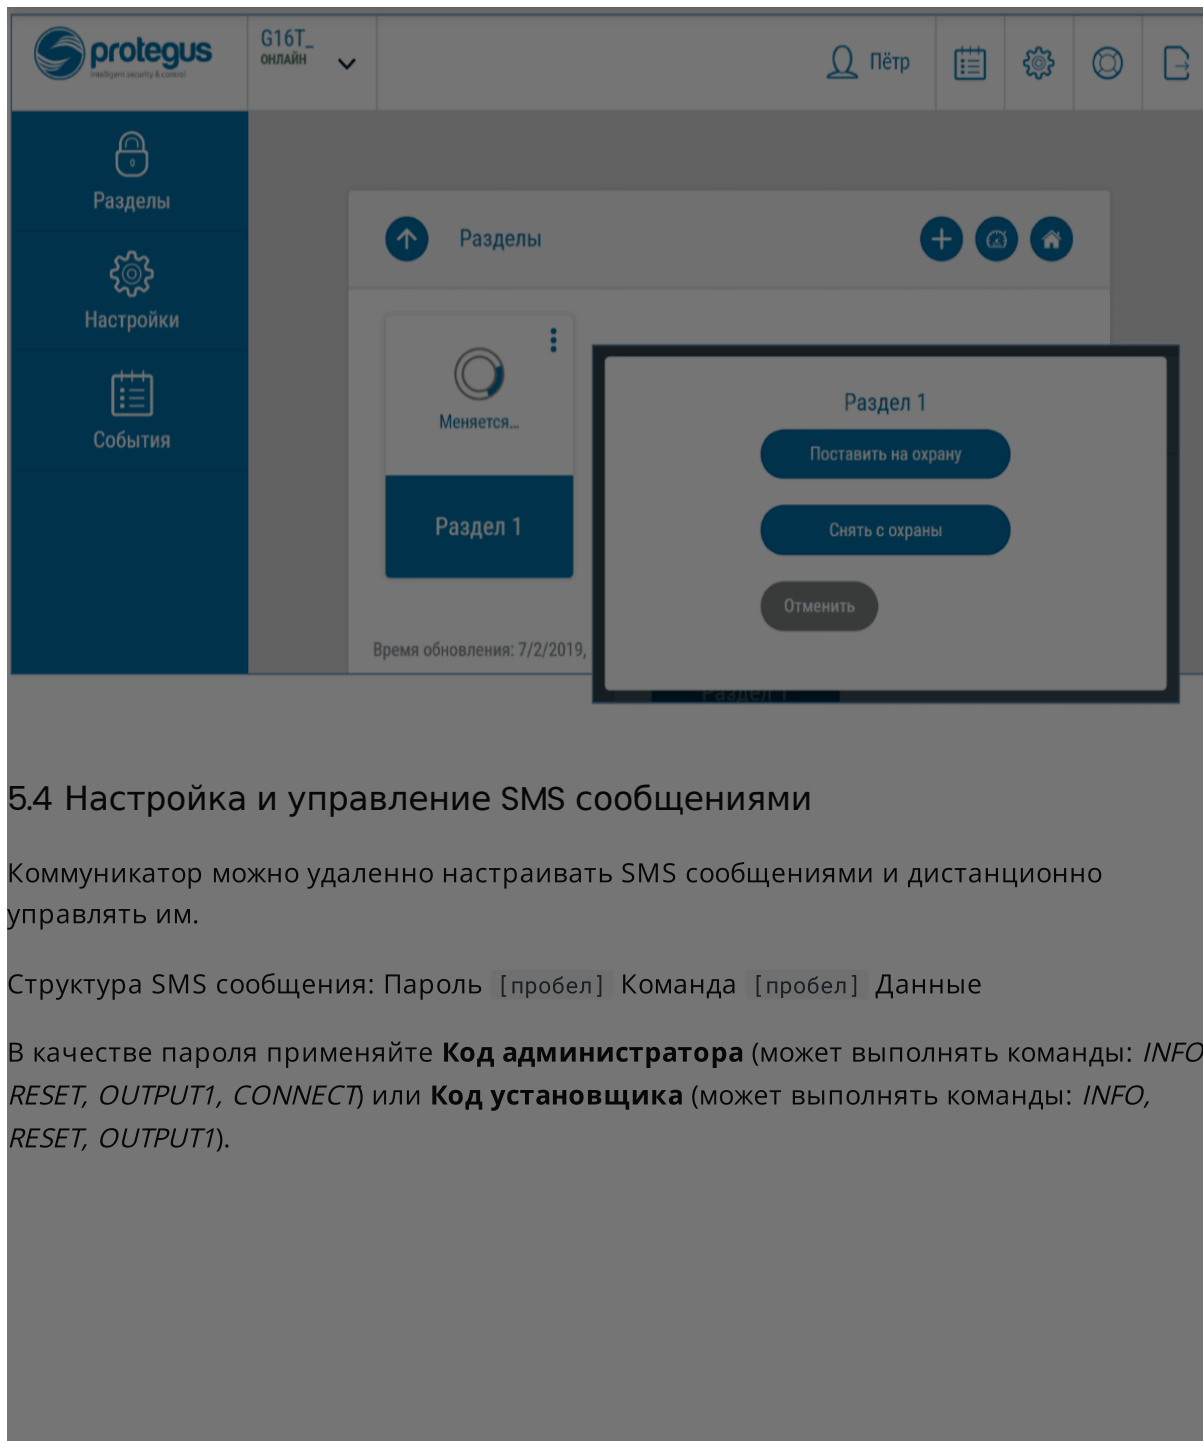 protegus
intelligent security & control
G16T_
ОНЛАЙН
Пётр
Разделы
Настройки
События
Разделы
Меняется...
Раздел 1
Время обновления: 7/2/2019,
Раздел 1
Поставить на охрану
Снять с охраны
Отменить
Раздел 1
5.4 Настройка и управление SMS сообщениями
Коммуникатор можно удаленно настраивать SMS сообщениями и дистанционно
управлять им.
Структура SMS сообщения: Пароль [пробел] Команда [пробел] Данные
В качестве пароля применяйте Код администратора (может выполнять команды: INFO
RESET, OUTPUT1, CONNECT) или Код установщика (может выполнять команды: INFO,
RESET, OUTPUT1).